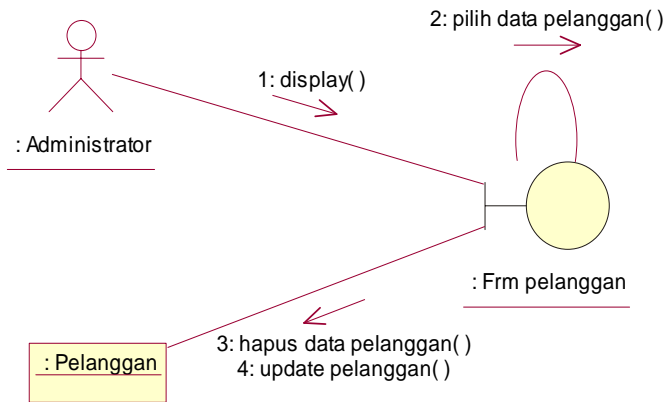 2: pilih data pelanggan( )
1: display( )
: Administrator
: Frm pelanggan
3: hapus data pelanggan( )
4: update pelanggan( )
: Pelanggan